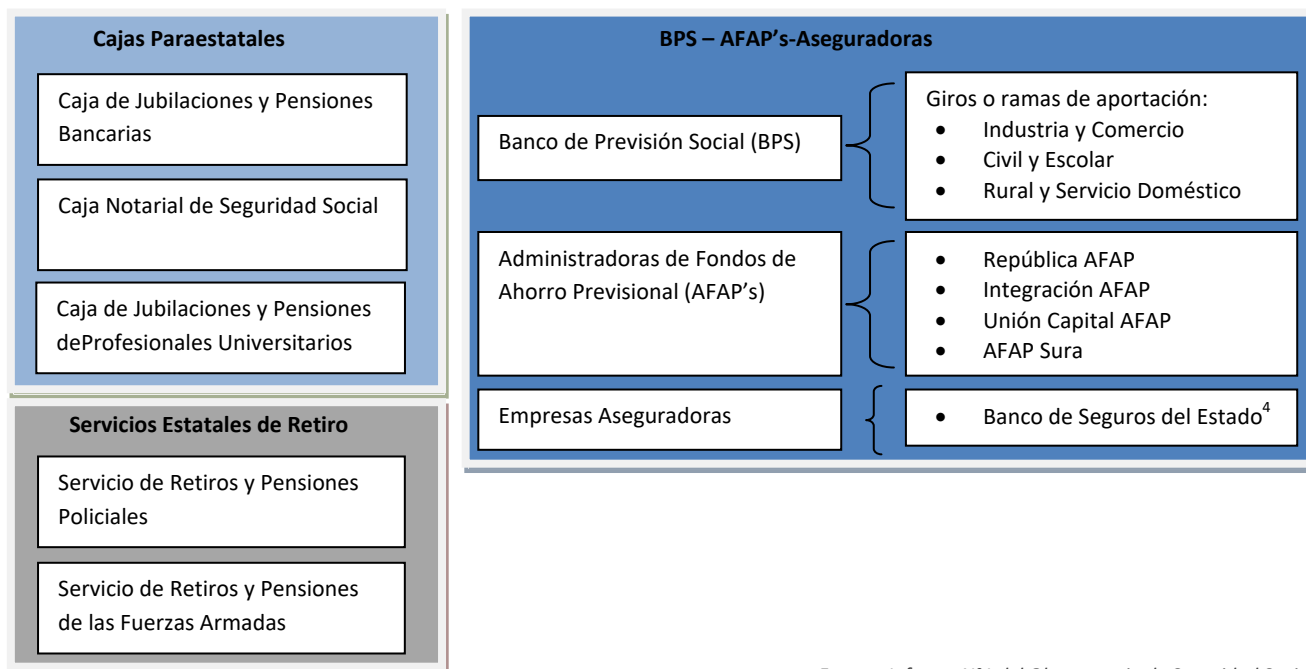 Cajas Paraestatales
Caja de Jubilaciones y Pensiones
Bancarias
Caja Notarial de Seguridad Social
Caja de Jubilaciones y Pensiones
deProfesionales Universitarios
Servicios Estatales de Retiro
Servicio de Retiros y Pensiones
Policiales
Servicio de Retiros y Pensiones
de las Fuerzas Armadas
BPS – AFAP’s-Aseguradoras
Banco de Previsión Social (BPS)
Giros o ramas de aportación:
• Industria y Comercio
• Civil y Escolar
• Rural y Servicio Doméstico
Administradoras de Fondos de
Ahorro Previsional (AFAP’s)
• República AFAP
• Integración AFAP
• Unión Capital AFAP
• AFAP Sura
Empresas Aseguradoras
• Banco de Seguros del Estado4